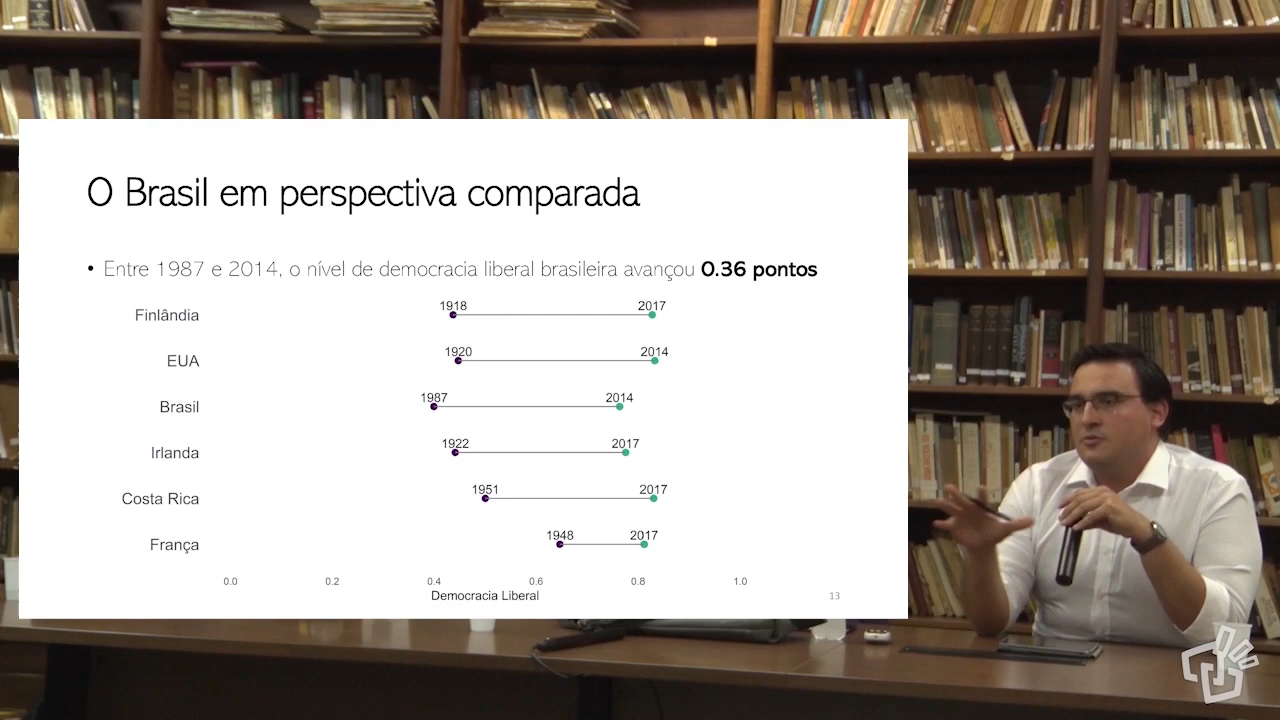 O Brasil em perspectiva comparada
• Entre 1987 e 2014, o nível de democracia liberal brasileira avançou 0.36 pontos
1918 2017
Finlândia
1920 2014
EUA
1987 2014
Brasil
1922 2017
Irlanda
1951 2017
Costa Rica
1948 2017
França
0.0 0.2 0.4 0.6 0.8 1.0
Democracia Liberal
13